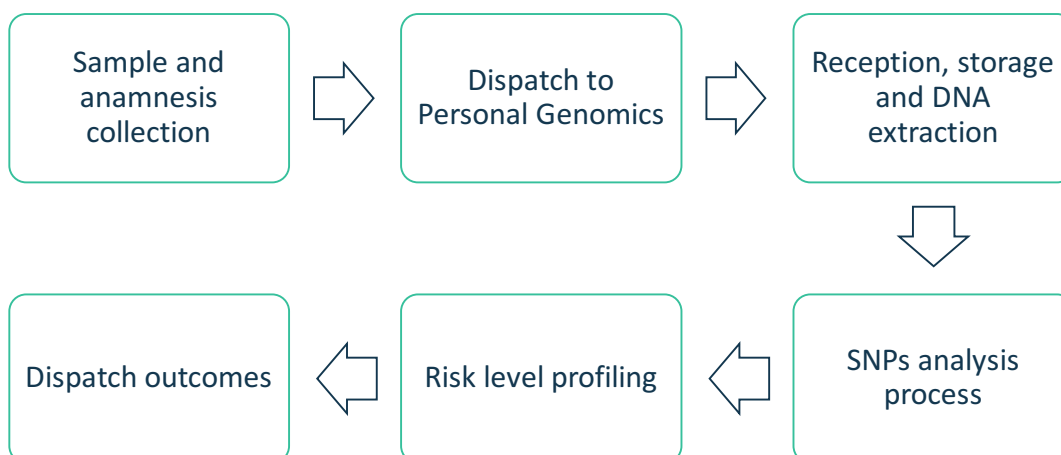 Sample and
anamnesis
collection
Dispatch to
Personal Genomics
Reception, storage
and DNA
extraction
SNPs analysis
process
Risk level profiling
Dispatch outcomes